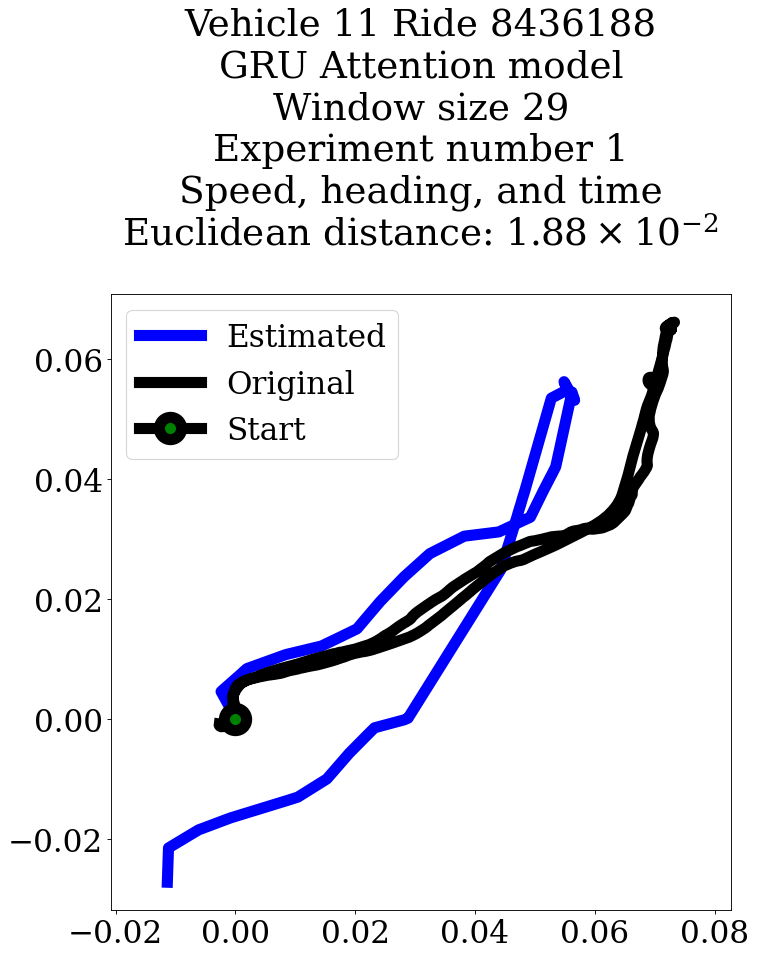 Vehicle 11 Ride 8436188
GRU Attention model
Window size 29
Experiment number 1
Speed, heading, and time
Euclidean distance: 1.88 × 10⁻²
Estimated
Original
Start
0.06
0.04
0.02
0.00
−0.02
−0.02 0.00 0.02 0.04 0.06 0.08